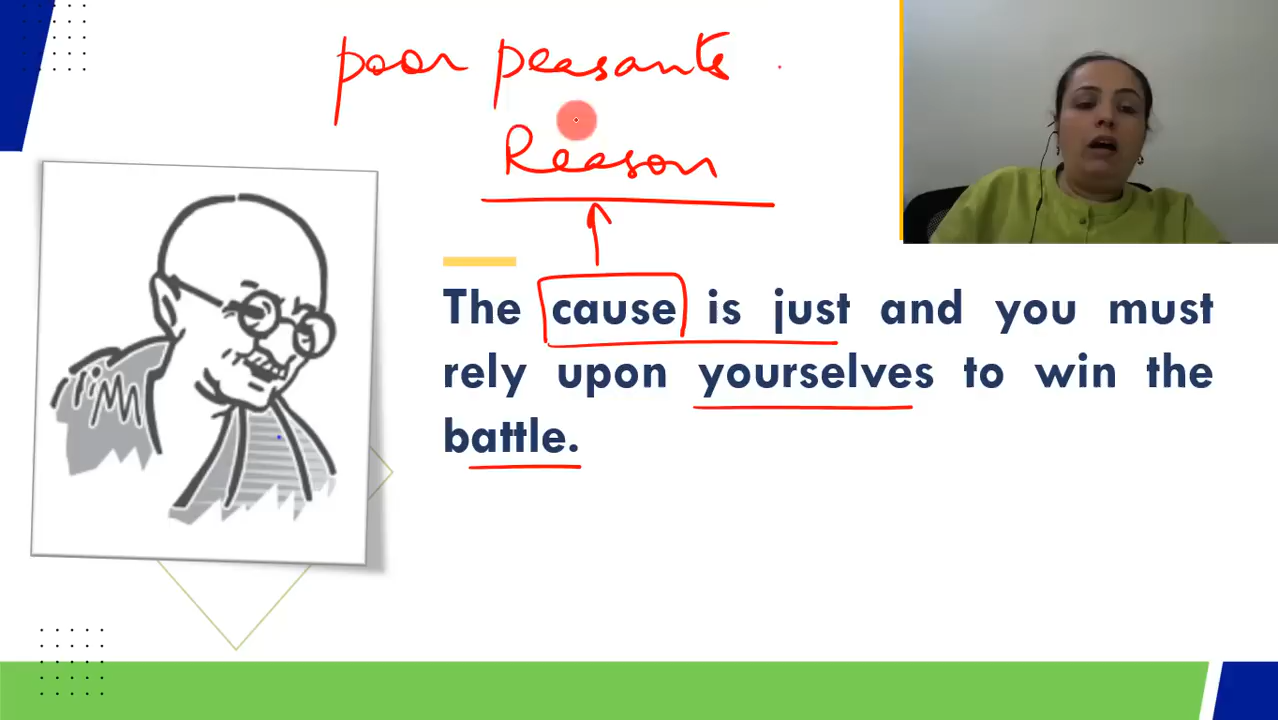 poor peasants
Reason
The cause is just and you must
rely upon yourselves to win the
battle.